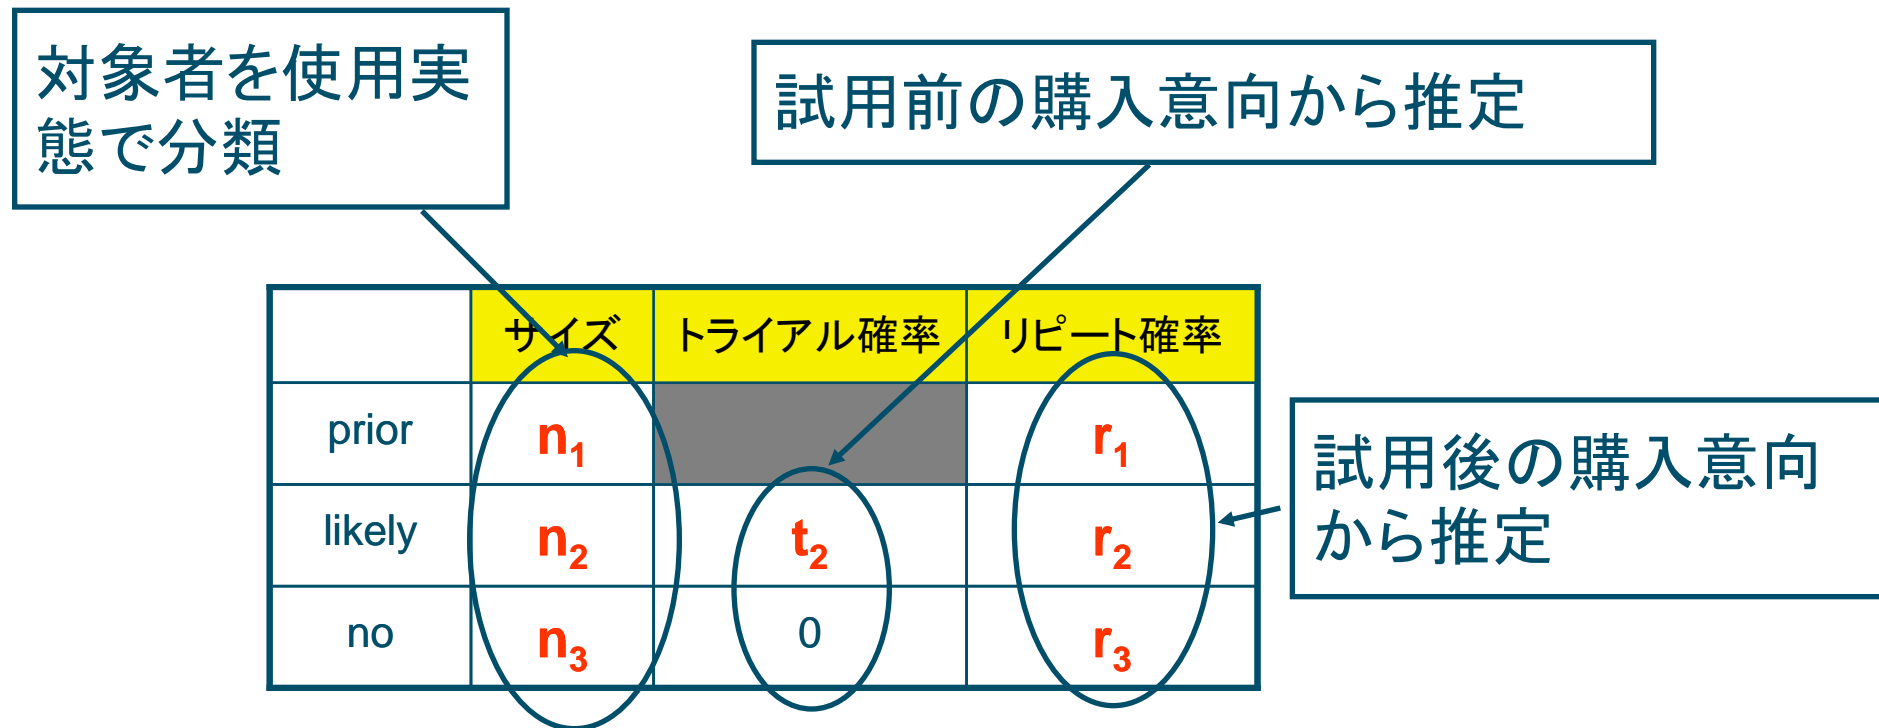 対象者を使用実
態で分類
試用前の購入意向から推定
サイズ トライアル確率 リピート確率
prior n₁ r₁
likely n₂ t₂ r₂
no n₃ 0 r₃
試用後の購入意向
から推定